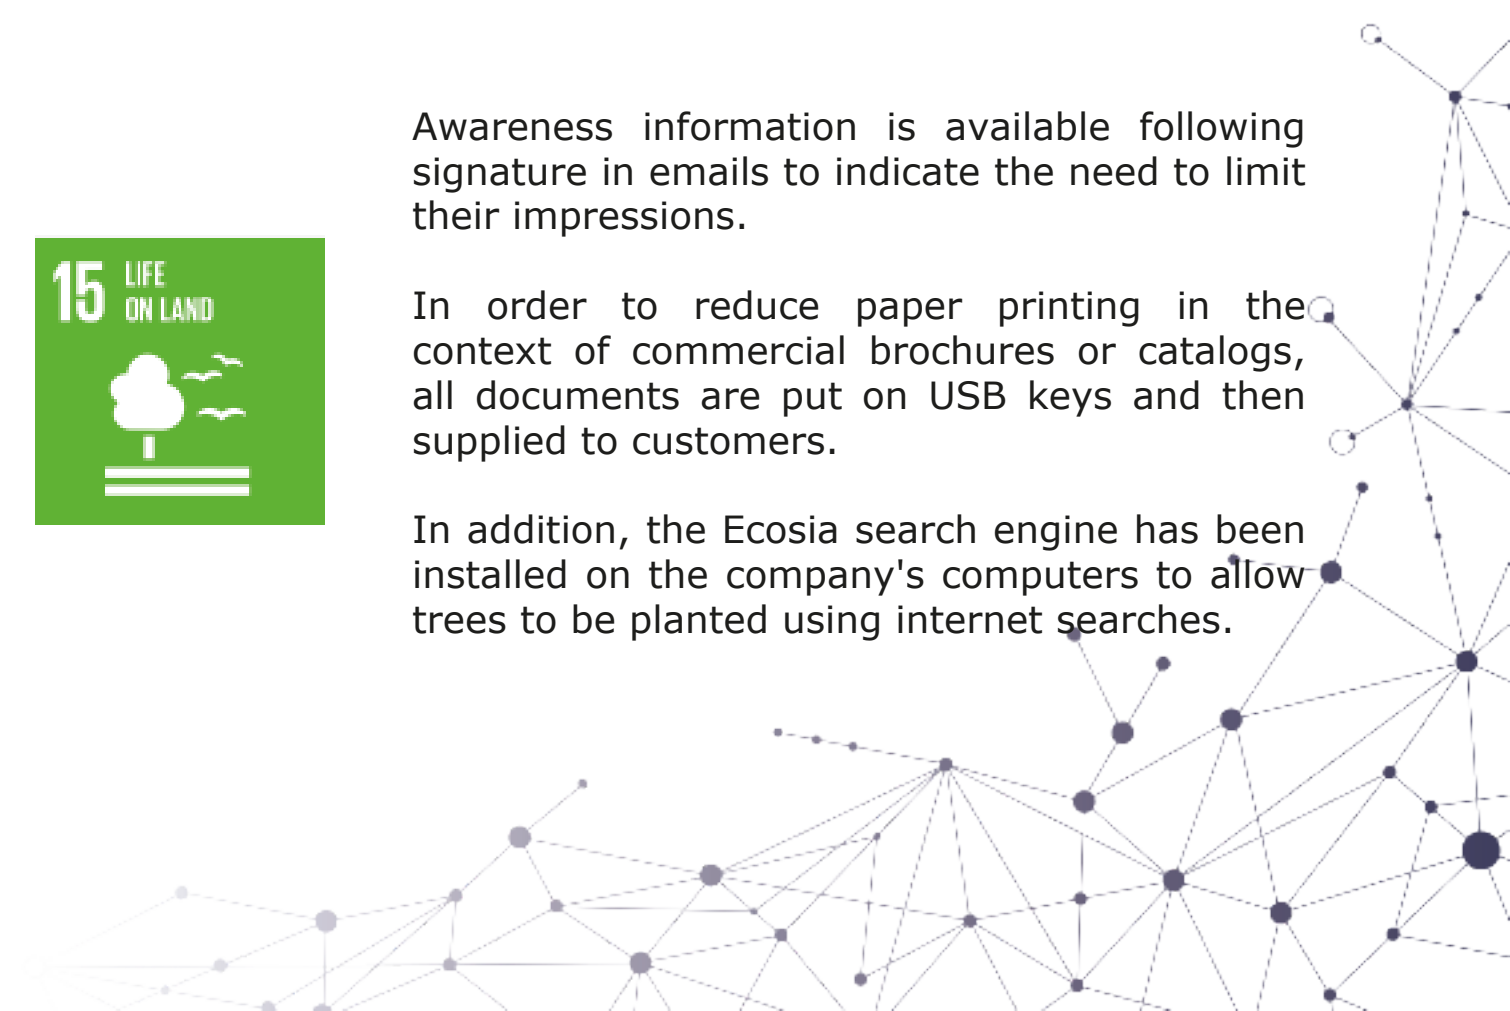 Awareness information is available following
signature in emails to indicate the need to limit
their impressions.
15 LIFE
ON LAND
In order to reduce paper printing in the
context of commercial brochures or catalogs,
all documents are put on USB keys and then
supplied to customers.
In addition, the Ecosia search engine has been
installed on the company's computers to allow
trees to be planted using internet searches.